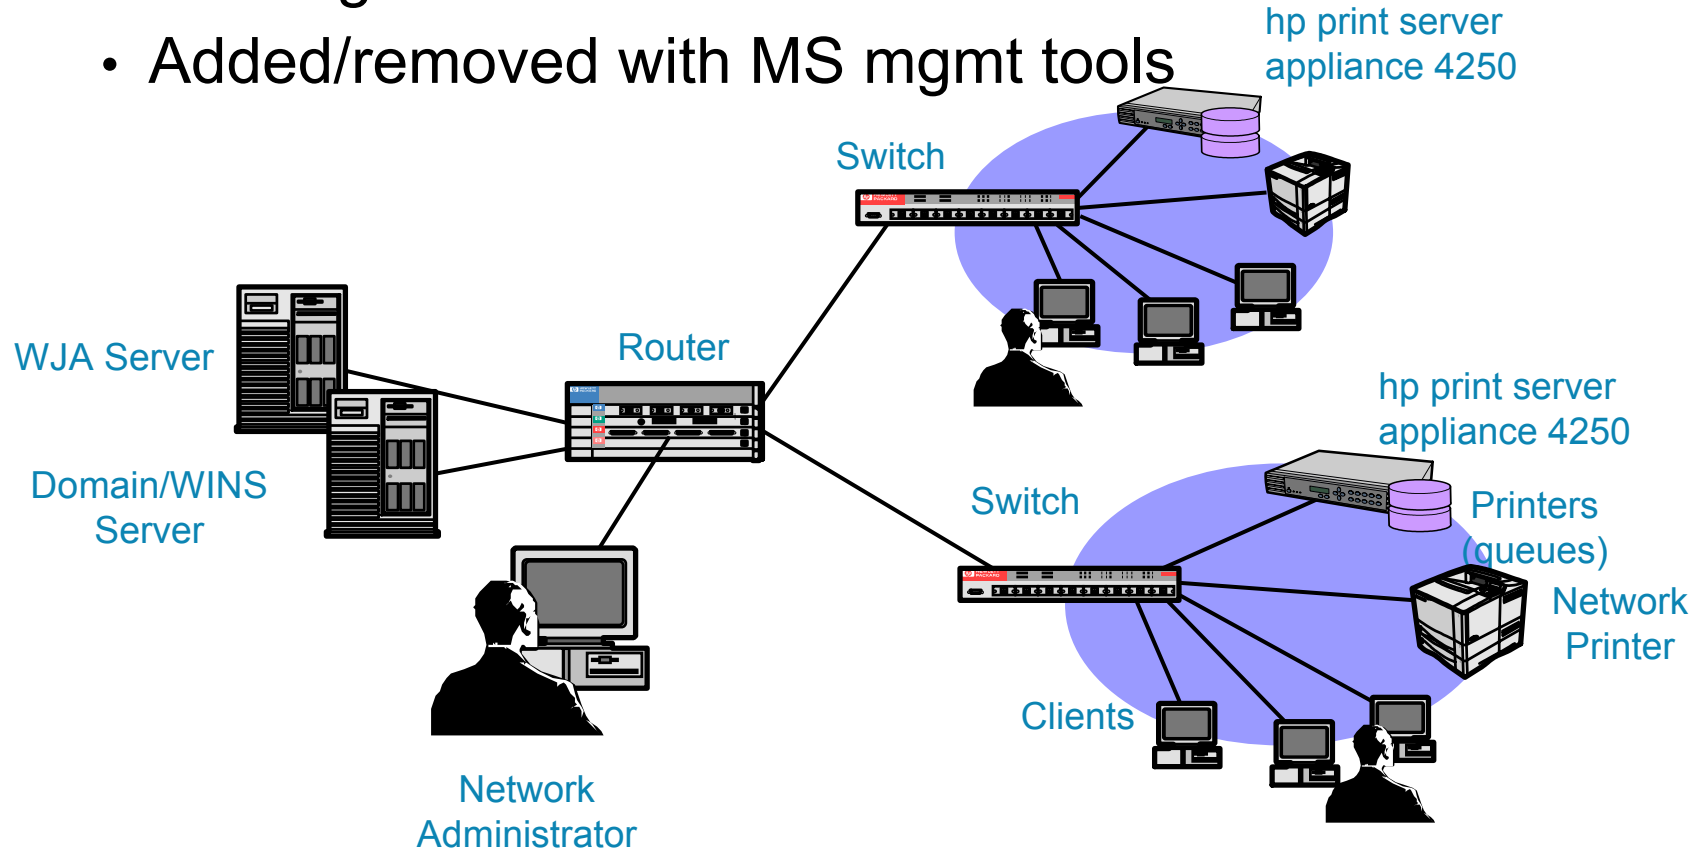 • Added/removed with MS mgmt tools
hp print server
appliance 4250
Switch
WJA Server
Router
hp print server
appliance 4250
Domain/WINS
Server
Switch
Printers
(queues)
Network
Printer
Clients
Network
Administrator